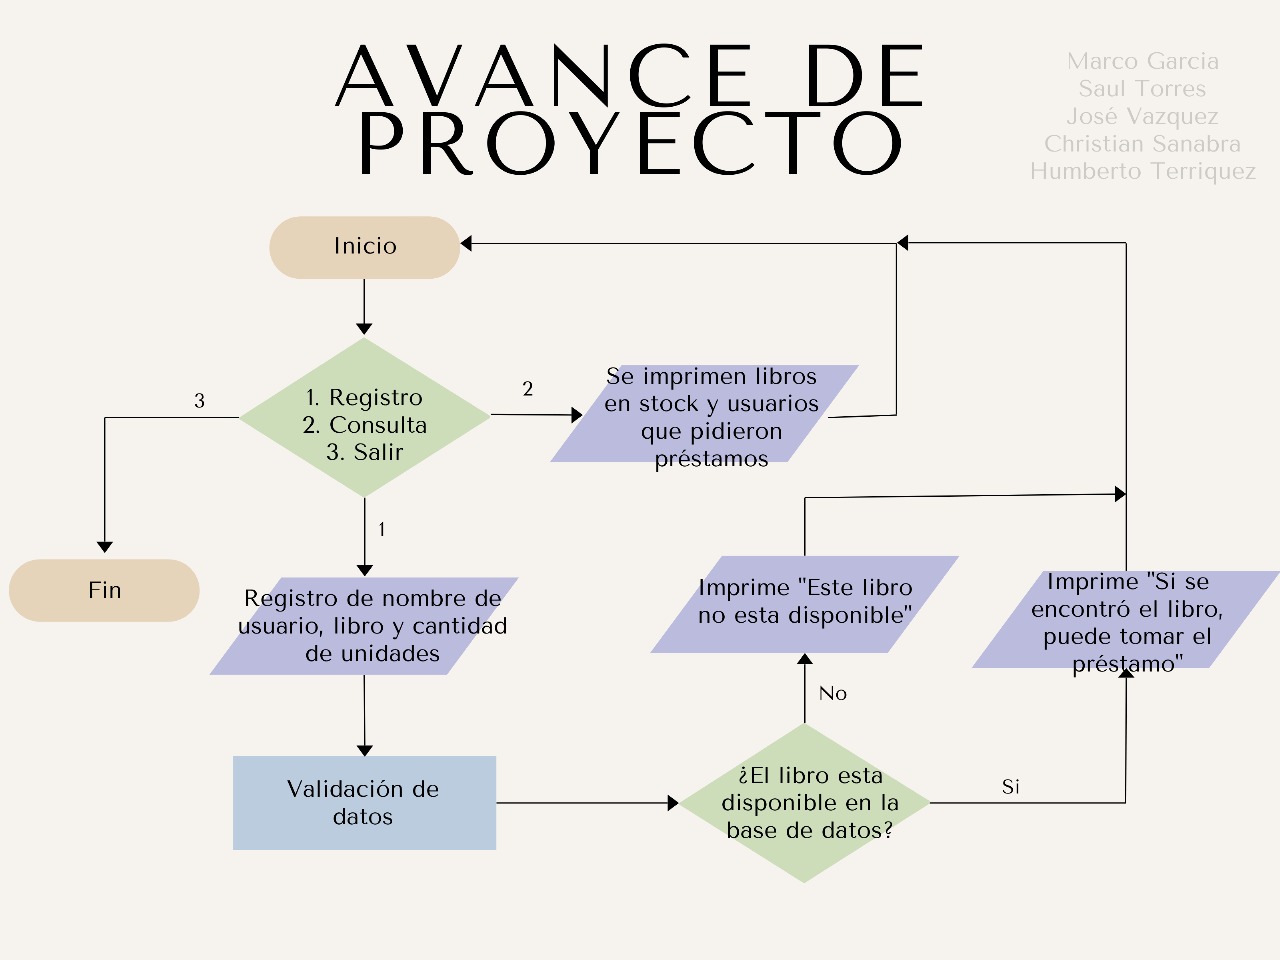 AVANCE DE
PROYECTO
Marco Garcia
Saul Torres
José Vazquez
Christian Sanabra
Humberto Terriquez
Inicio
1. Registro
2. Consulta
3. Salir
3
2
1
Se imprimen libros
en stock y usuarios
que pidieron
préstamos
Fin
Registro de nombre de
usuario, libro y cantidad
de unidades
Imprime "Este libro
no esta disponible"
Imprime "Si se
encontró el libro,
puede tomar el
préstamo"
No
Validación de
datos
¿El libro esta
disponible en la
base de datos?
Si